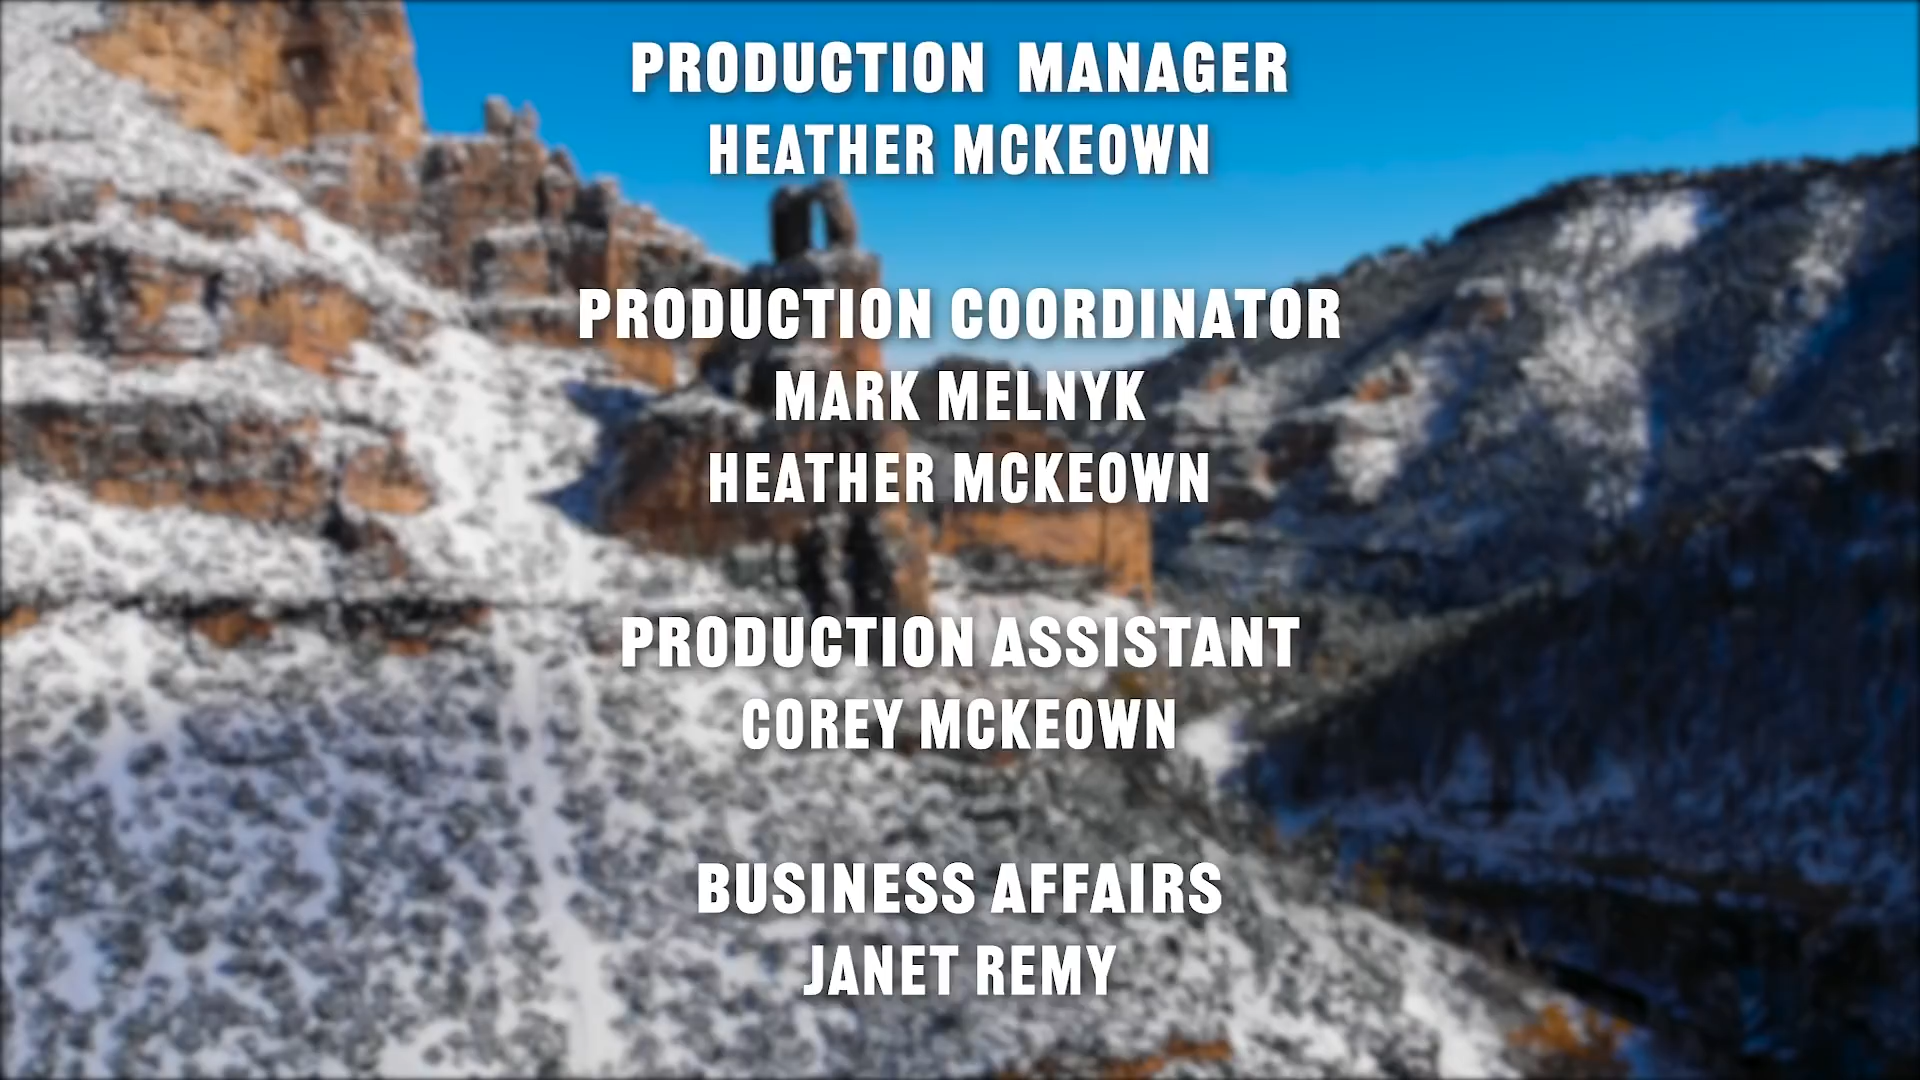 PRODUCTION MANAGER
HEATHER MCKEOWN
PRODUCTION COORDINATOR
MARK MELNYK
HEATHER MCKEOWN
PRODUCTION ASSISTANT
COREY MCKEOWN
BUSINESS AFFAIRS
JANET REMY